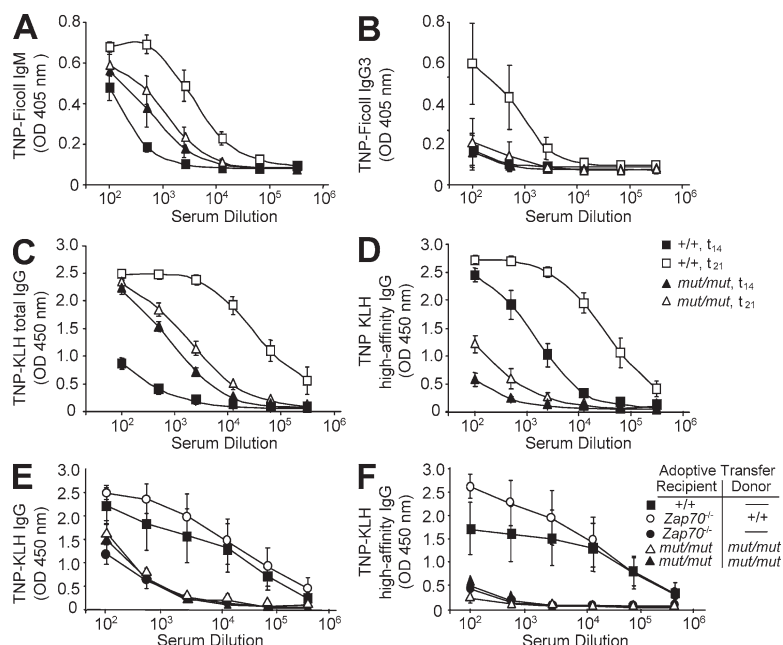 A
TNP-Ficoll IgM
(OD 405 nm )
0.8
0.6
0.4
0.2
0
10² 10³ 10⁴ 10⁵ 10⁶
Serum Dilution
B
TNP-Ficoll IgG3
(OD 405 nm)
0.8
0.6
0.4
0.2
0
10² 10³ 10⁴ 10⁵ 10⁶
Serum Dilution
C
TNP-KLH total IgG
(OD 450 nm)
3.0
2.5
2.0
1.5
1.0
0.5
0
10² 10³ 10⁴ 10⁵ 10⁶
Serum Dilution
D
TNP KLH
high-affinity IgG
(OD 450 nm)
3.0
2.5
2.0
1.5
1.0
0.5
0
10² 10³ 10⁴ 10⁵ 10⁶
Serum Dilution
+/+, t₁₄
+/+, t₂₁
mut/mut, t₁₄
mut/mut, t₂₁
E
TNP-KLH IgG
(OD 450 nm)
3.0
2.5
2.0
1.5
1.0
0.5
0
10² 10³ 10⁴ 10⁵ 10⁶
Serum Dilution
F
TNP-KLH
high-affinity IgG
(OD 450 nm)
3.0
2.5
2.0
1.5
1.0
0.5
0
10² 10³ 10⁴ 10⁵ 10⁶
Serum Dilution
Adoptive Transfer
Recipient Donor
+/+ —
Zap70⁻/⁻ +/+
Zap70⁻/⁻ —
mut/mut mut/mut
mut/mut mut/mut